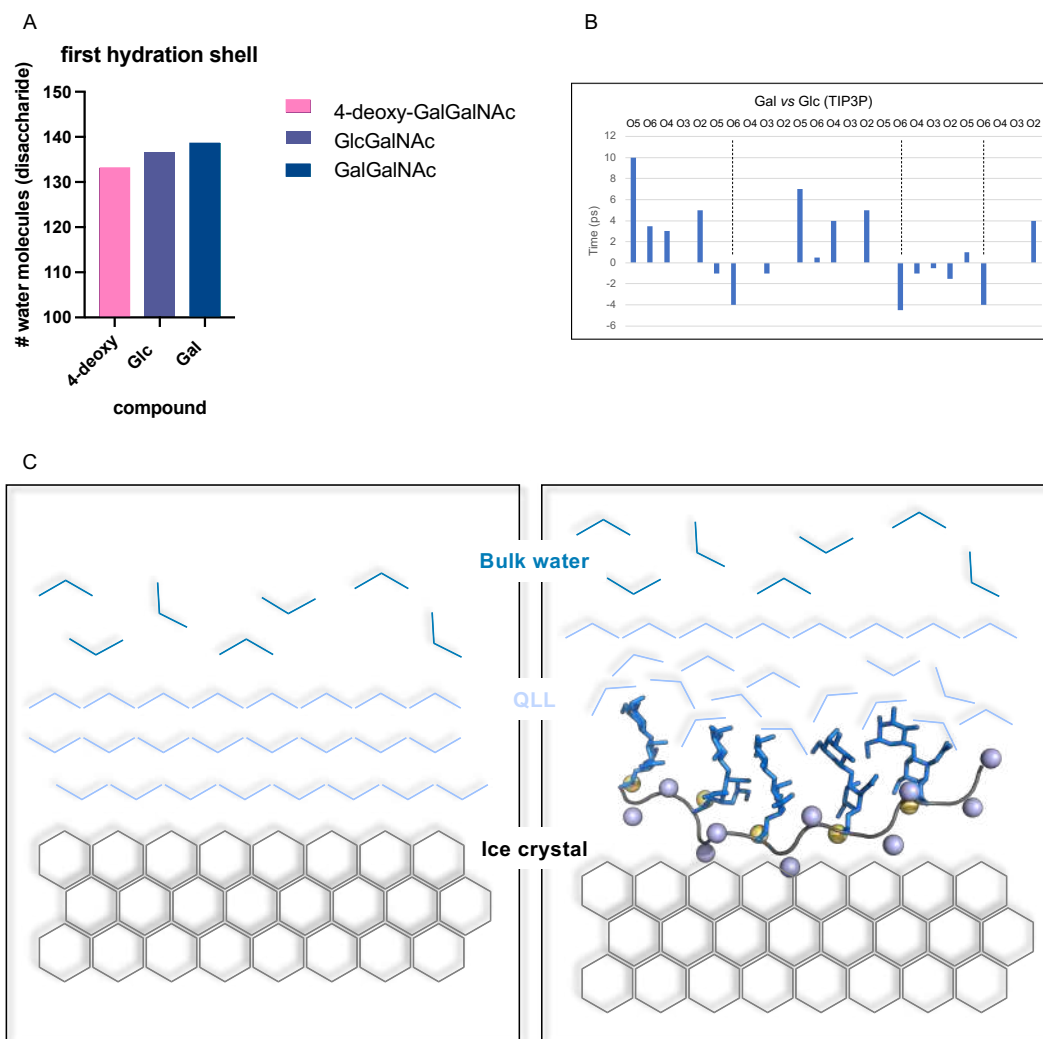 A
first hydration shell
# water molecules (disaccharide)
150
140
130
120
110
100
4-deoxy
Glc
Gal
compound
4-deoxy-GalGalNAc
GlcGalNAc
GalGalNAc
B
Gal vs Glc (TIP3P)
O5 O6 O4 O3 O2 O5 O6 O4 O3 O2 O5 O6 O4 O3 O2 O5 O6 O4 O3 O2 O5 O6 O4 O3 O2
Time (ps)
12
10
8
6
4
2
0
-2
-4
-6
C
Bulk water
QLL
Ice crystal